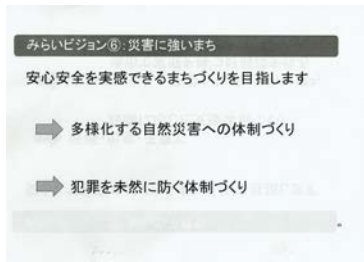 みらいビジョン⑥:災害に強いまち
安心安全を実感できるまちづくりを目指します
多様化する自然災害への体制づくり
犯罪を未然に防ぐ体制づくり